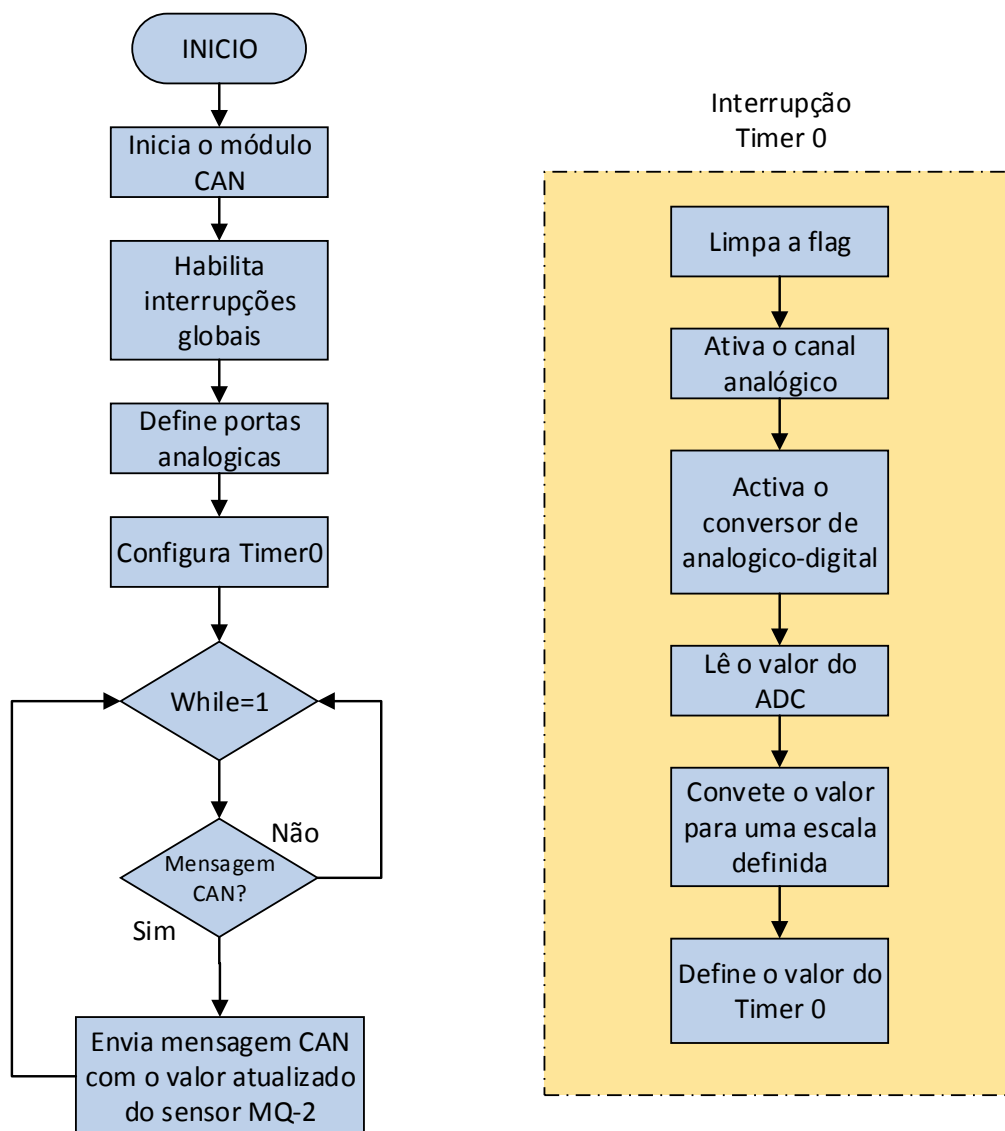 INICIO
Inicia o módulo
CAN
Habilita
interrupções
globais
Define portas
analogicas
Configura Timer0
While=1
Não
Mensagem
CAN?
Sim
Envia mensagem CAN
com o valor atualizado
do sensor MQ-2
Interrupção
Timer 0
Limpa a flag
Ativa o canal
analógico
Activa o
conversor de
analogico-digital
Lê o valor do
ADC
Convete o valor
para uma escala
definida
Define o valor do
Timer 0